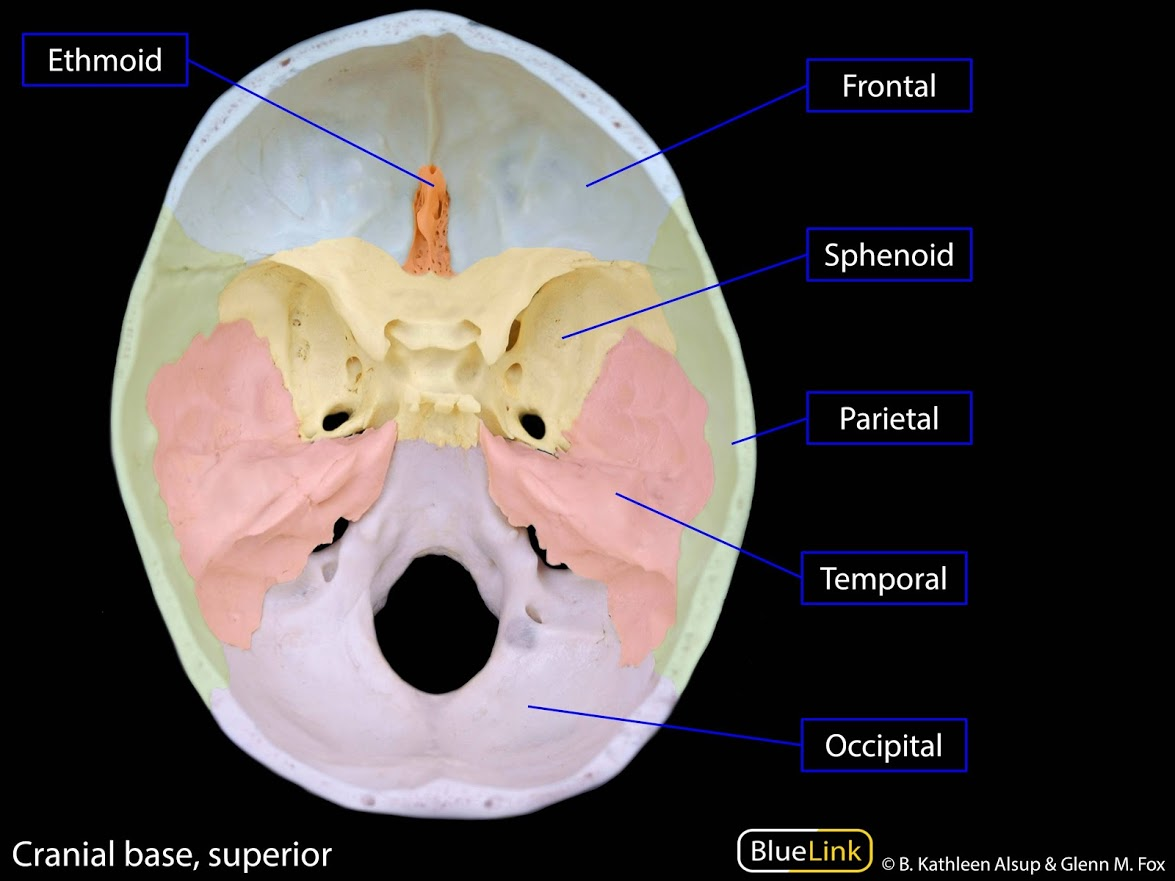 Ethmoid
Frontal
Sphenoid
Parietal
Temporal
Occipital
Cranial base, superior
BlueLink
© B. Kathleen Alsup & Glenn M. Fox